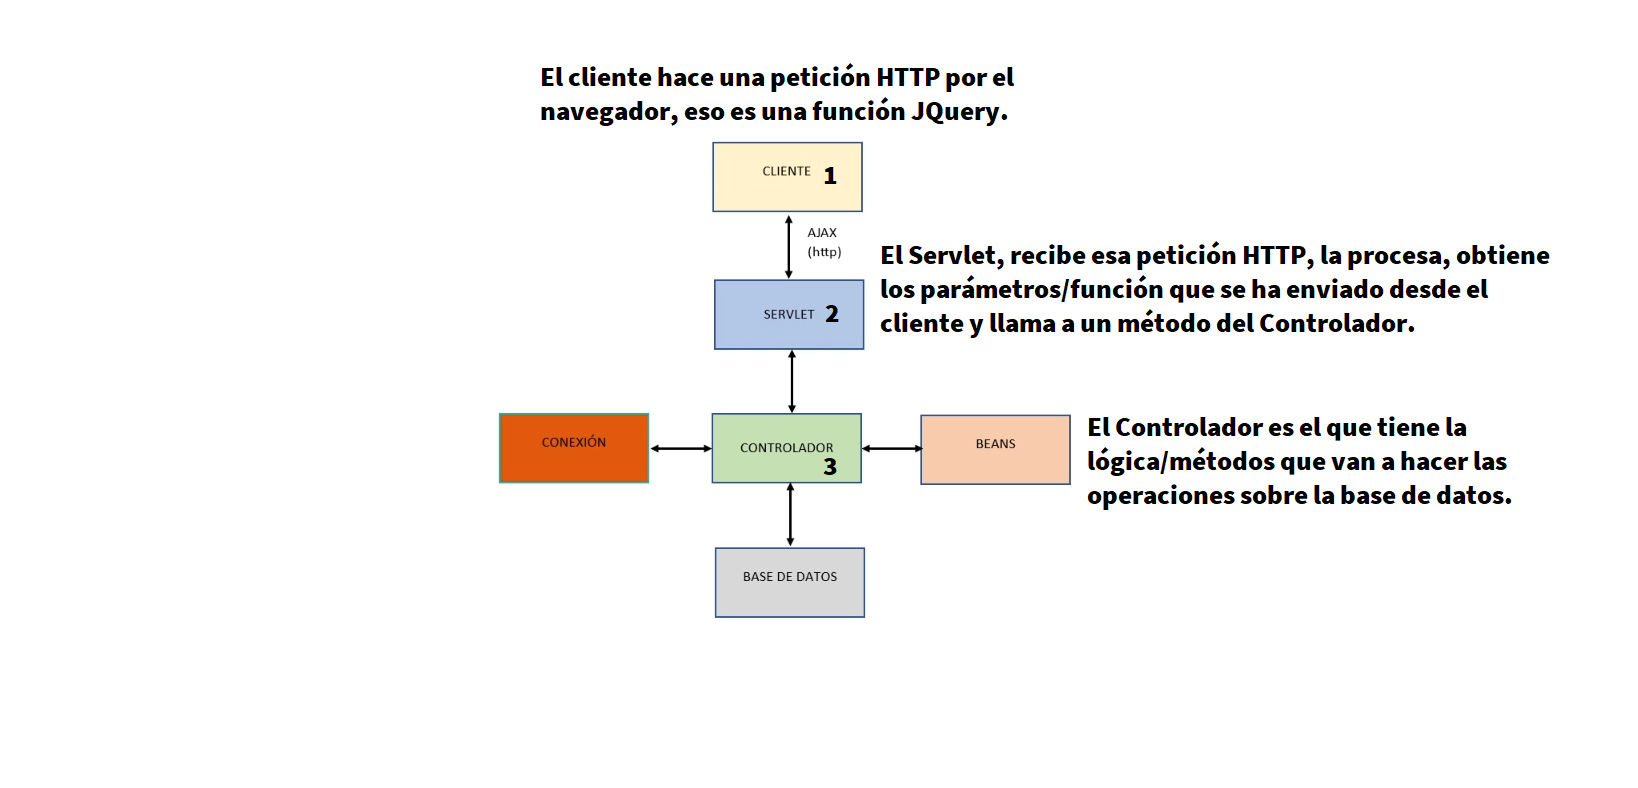 El cliente hace una petición HTTP por el
navegador, eso es una función JQuery.
CLIENTE 1
AJAX
(http)
El Servlet, recibe esa petición HTTP, la procesa, obtiene
los parámetros/función que se ha enviado desde el
cliente y llama a un método del Controlador.
SERVLET 2
CONEXIÓN
CONTROLADOR
3
BEANS
El Controlador es el que tiene la
lógica/métodos que van a hacer las
operaciones sobre la base de datos.
BASE DE DATOS